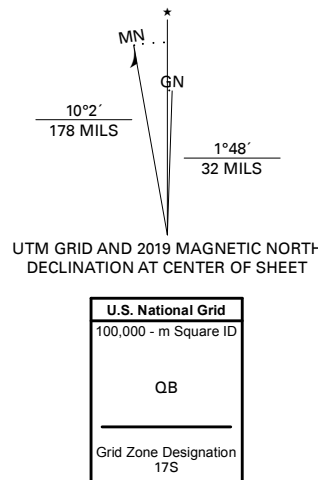 ★
MN
GN
10°2´
178 MILS
1°48´
32 MILS
UTM GRID AND 2019 MAGNETIC NORTH
DECLINATION AT CENTER OF SHEET
U.S. National Grid
100,000 - m Square ID
QB
Grid Zone Designation
17S